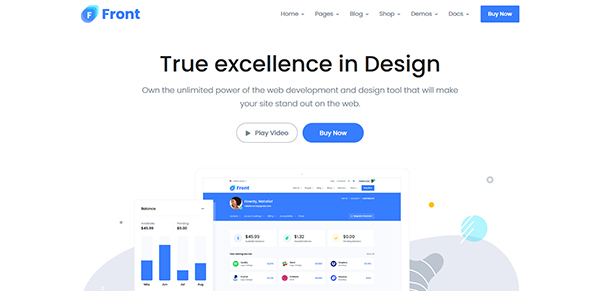 Front
Home Pages Blog Shop Demos Docs Buy Now
True excellence in Design
Own the unlimited power of the web development and design tool that will make
your site stand out on the web.
Play Video Buy Now
Front
Howdy, Natalie!
Balance
Available Pending
$45.99 $0.00
$45.99 $1.32 $0.00
May Jun Jul Aug